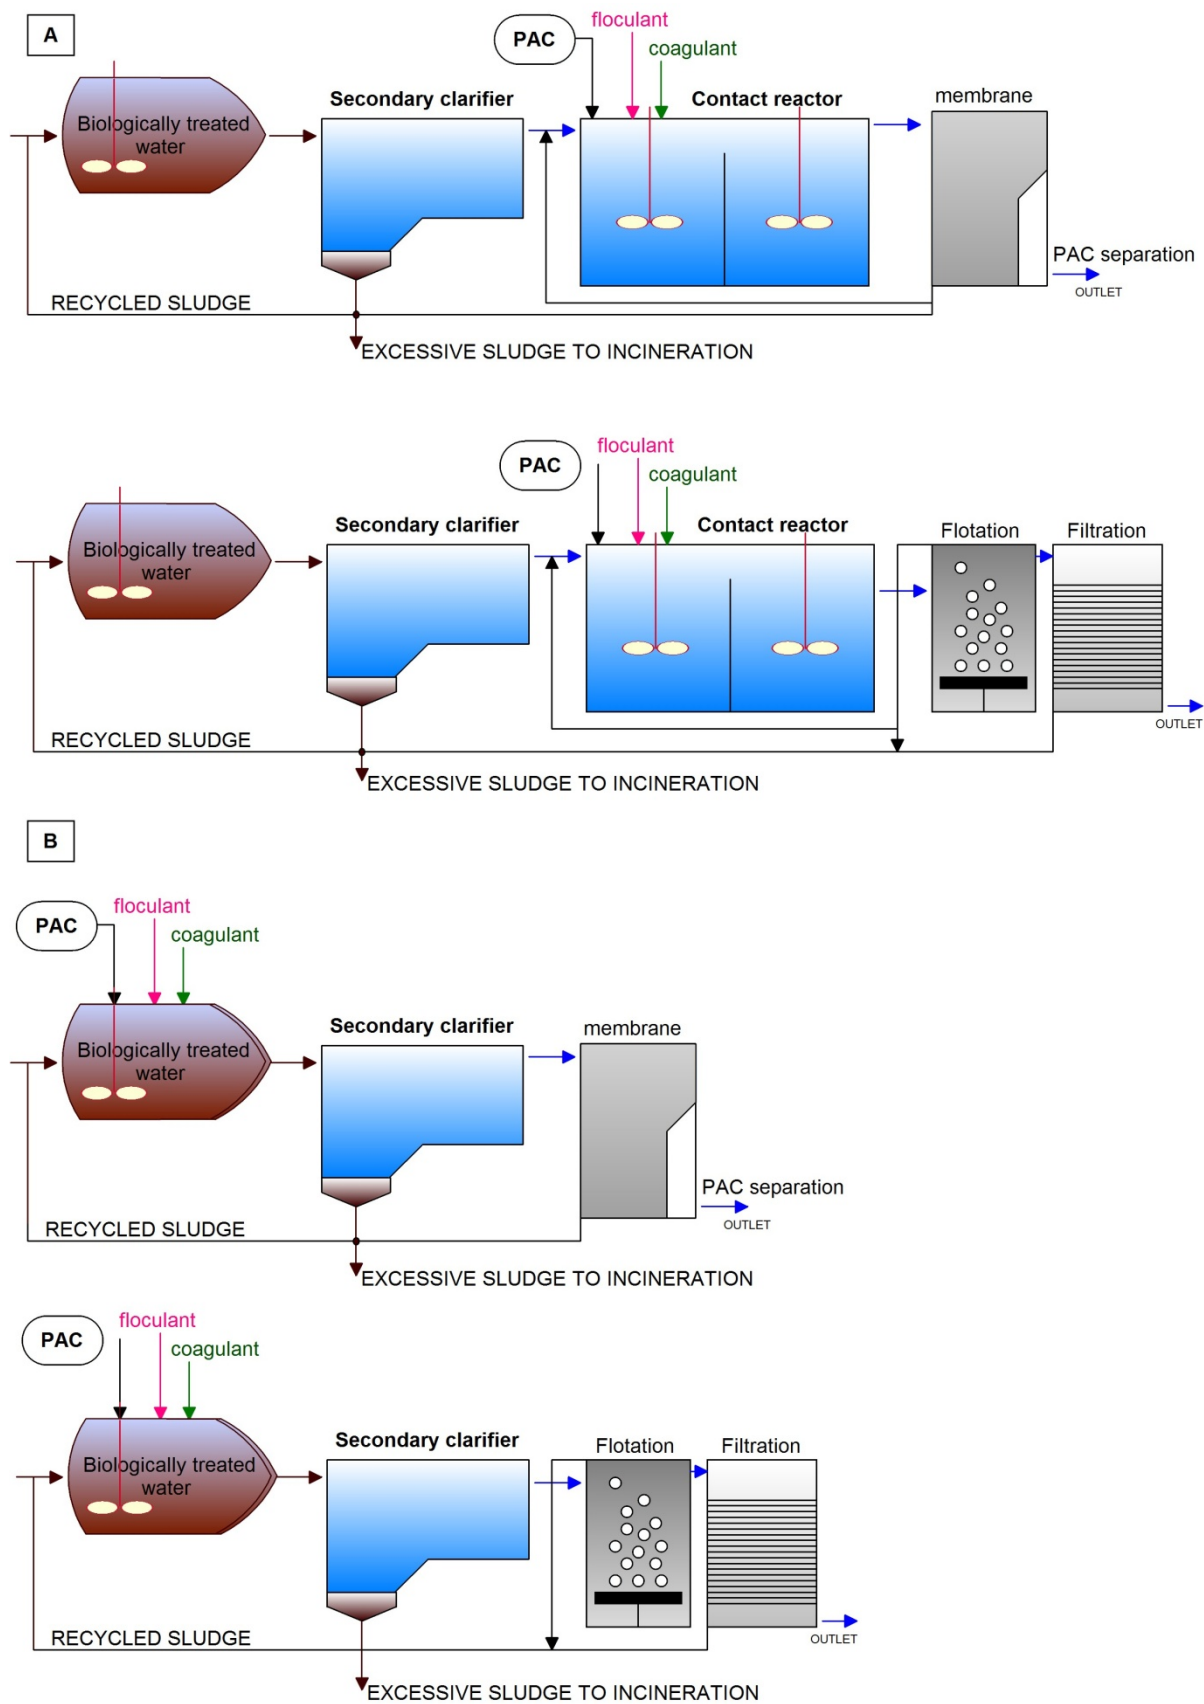 A
floculant
PAC
coagulant
Secondary clarifier
Contact reactor
membrane
Biologically treated
water
PAC separation
OUTLET
RECYCLED SLUDGE
EXCESSIVE SLUDGE TO INCINERATION
floculant
PAC
coagulant
Secondary clarifier
Contact reactor
Flotation
Filtration
Biologically treated
water
OUTLET
RECYCLED SLUDGE
EXCESSIVE SLUDGE TO INCINERATION
B
floculant
PAC
coagulant
Secondary clarifier
membrane
Biologically treated
water
PAC separation
OUTLET
RECYCLED SLUDGE
EXCESSIVE SLUDGE TO INCINERATION
floculant
PAC
coagulant
Secondary clarifier
Flotation
Filtration
Biologically treated
water
OUTLET
RECYCLED SLUDGE
EXCESSIVE SLUDGE TO INCINERATION